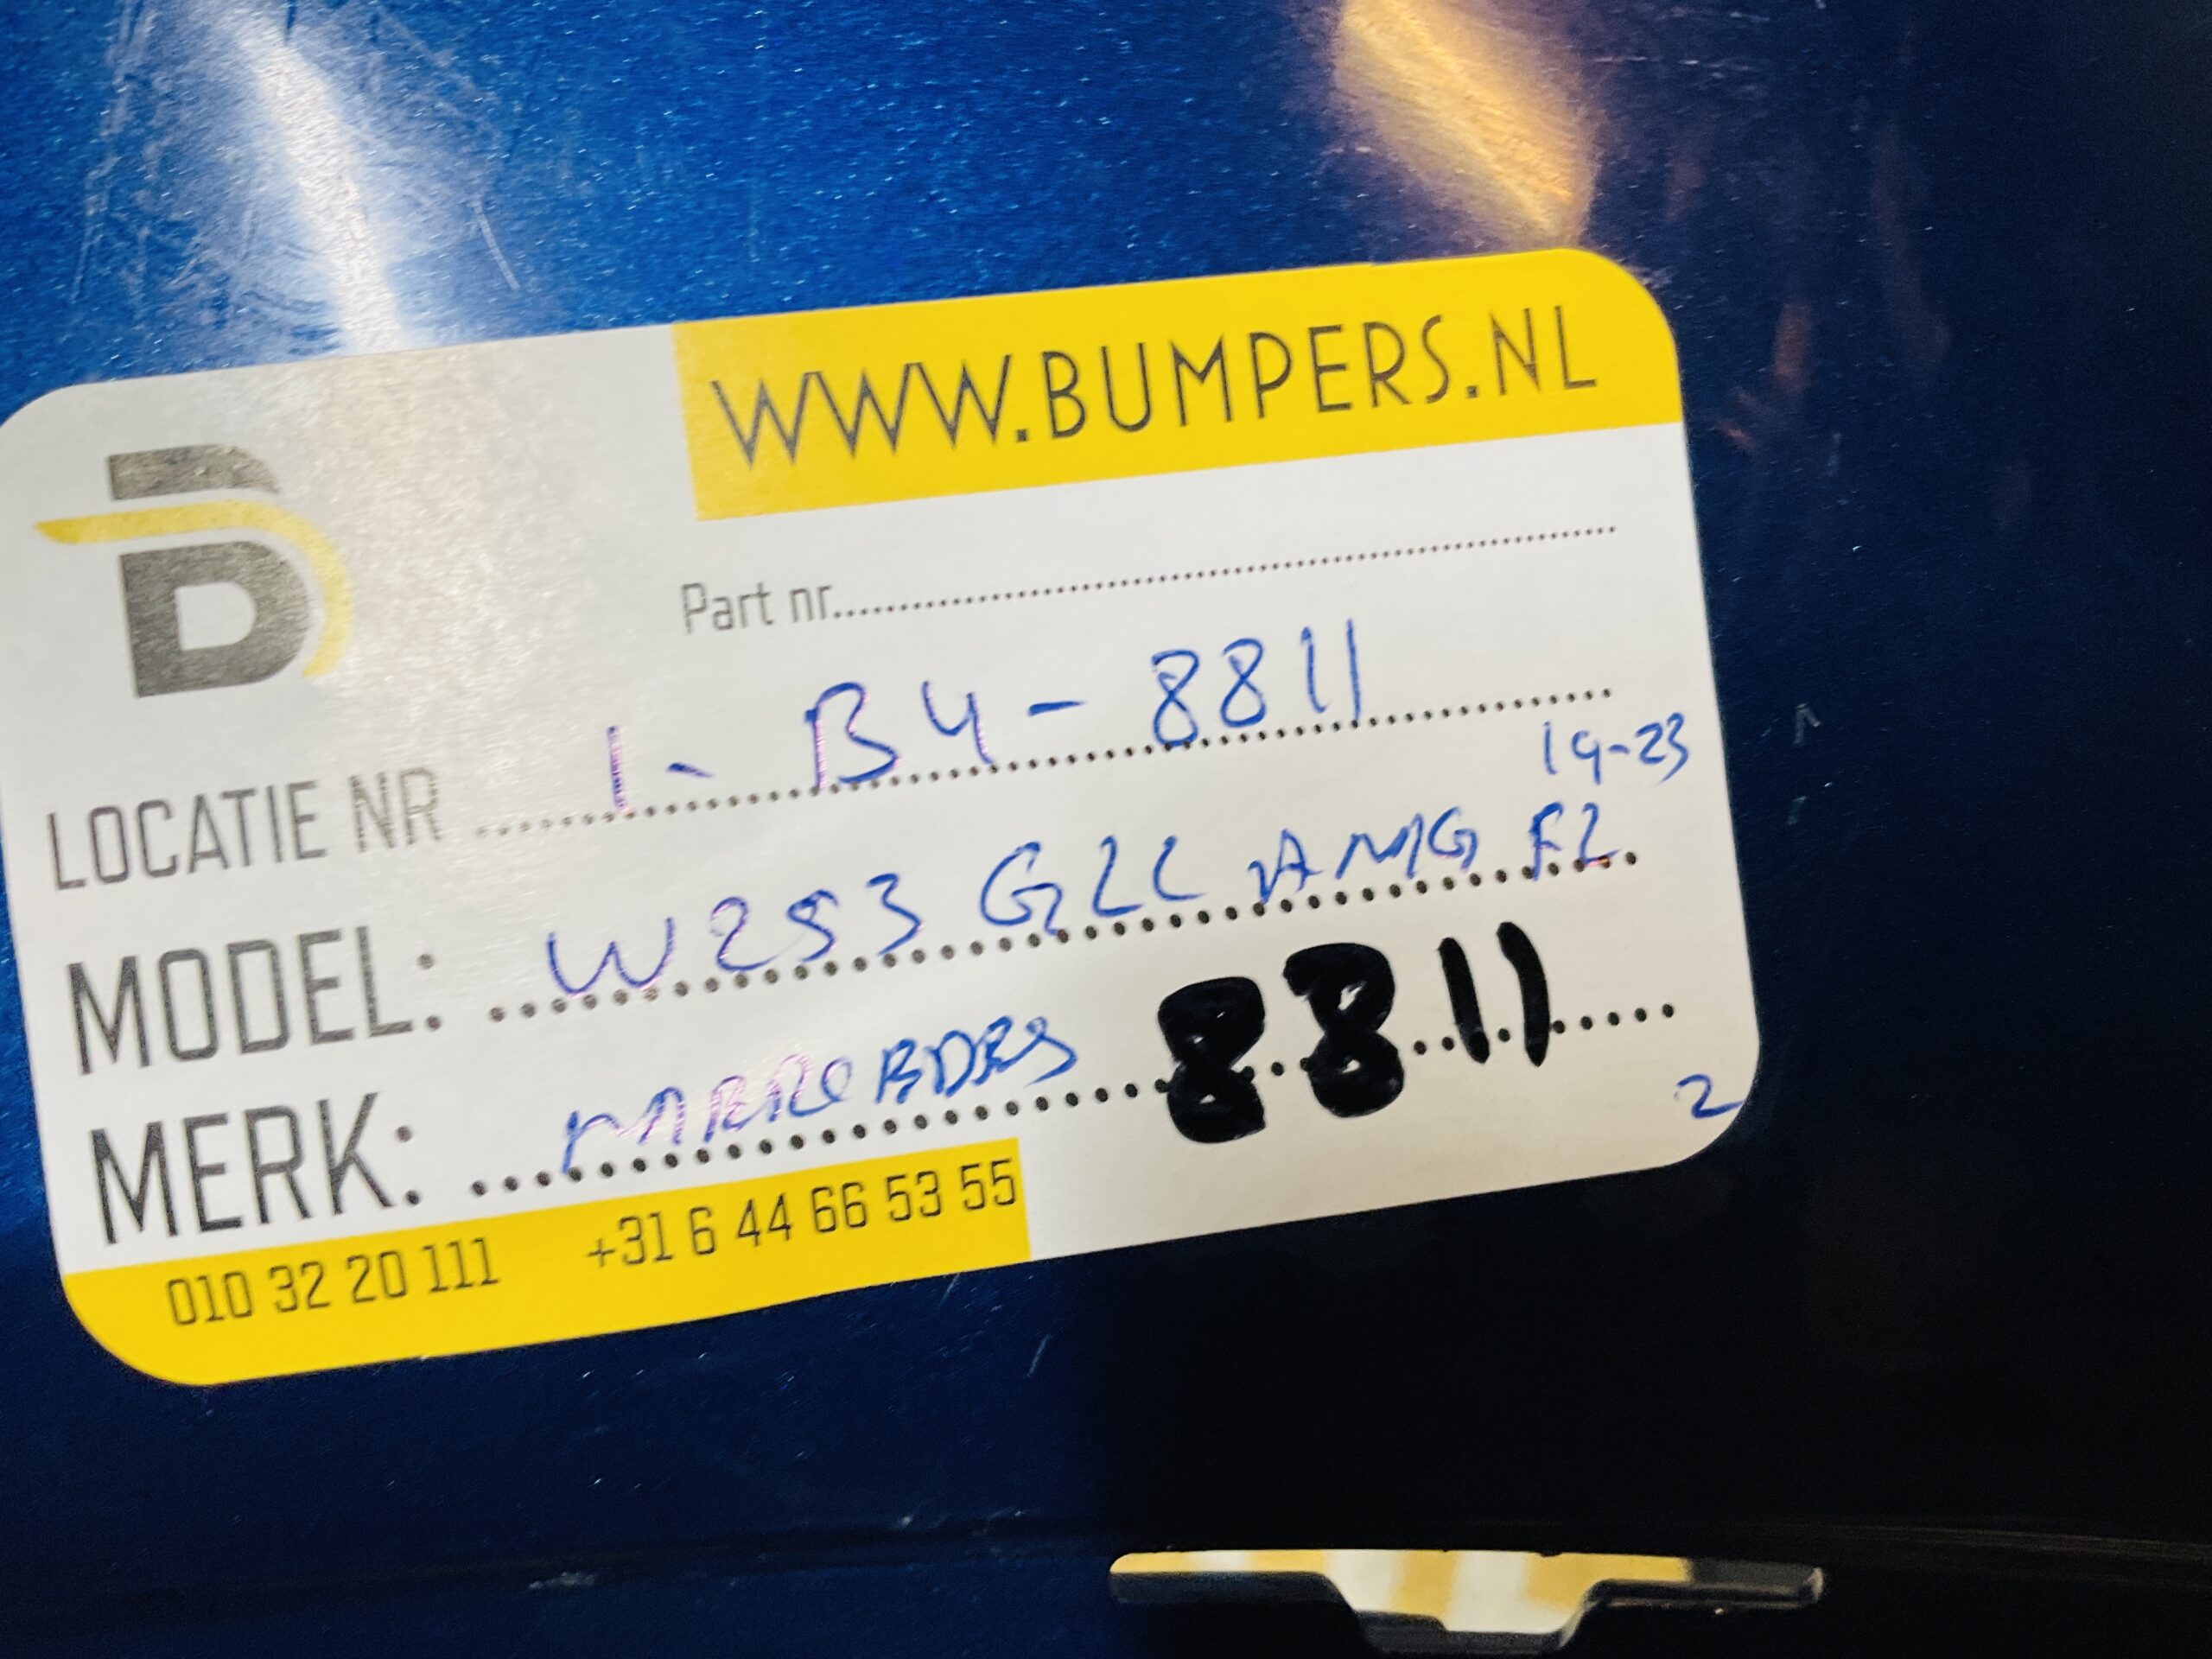 WWW.BUMPERS.NL
B
Part nr.
LOCATIE NR 1-B4-8811
19-23
MODEL: W253 GLC AMG FL
MERK: MERCEDES 8811
2
010 32 20 111 +31 6 44 66 53 55